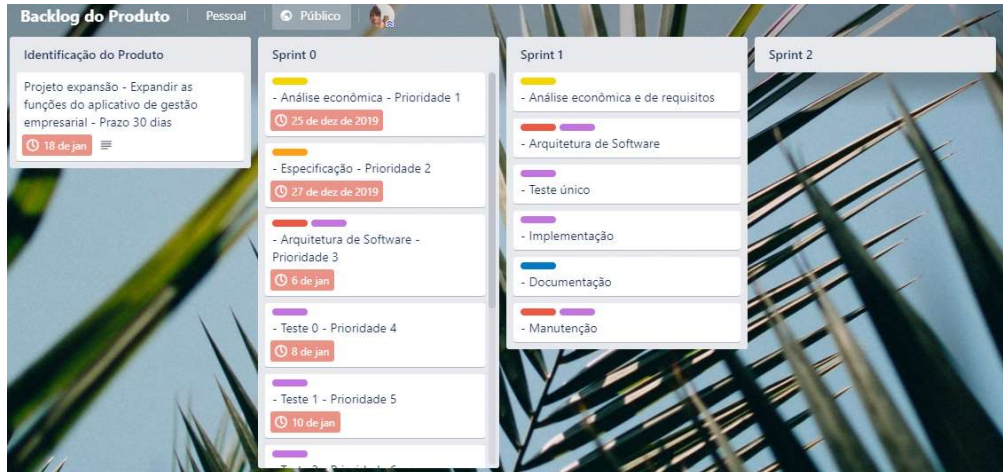 Backlog do Produto
Pessoal
Público
Identificação do Produto
Projeto expansão - Expandir as
funções do aplicativo de gestão
empresarial - Prazo 30 dias
18 de jan
Sprint 0
- Análise econômica - Prioridade 1
25 de dez de 2019
- Especificação - Prioridade 2
27 de dez de 2019
- Arquitetura de Software -
Prioridade 3
6 de jan
- Teste 0 - Prioridade 4
8 de jan
- Teste 1 - Prioridade 5
10 de jan
Sprint 1
- Análise econômica e de requisitos
- Arquitetura de Software
- Teste único
- Implementação
- Documentação
- Manutenção
Sprint 2